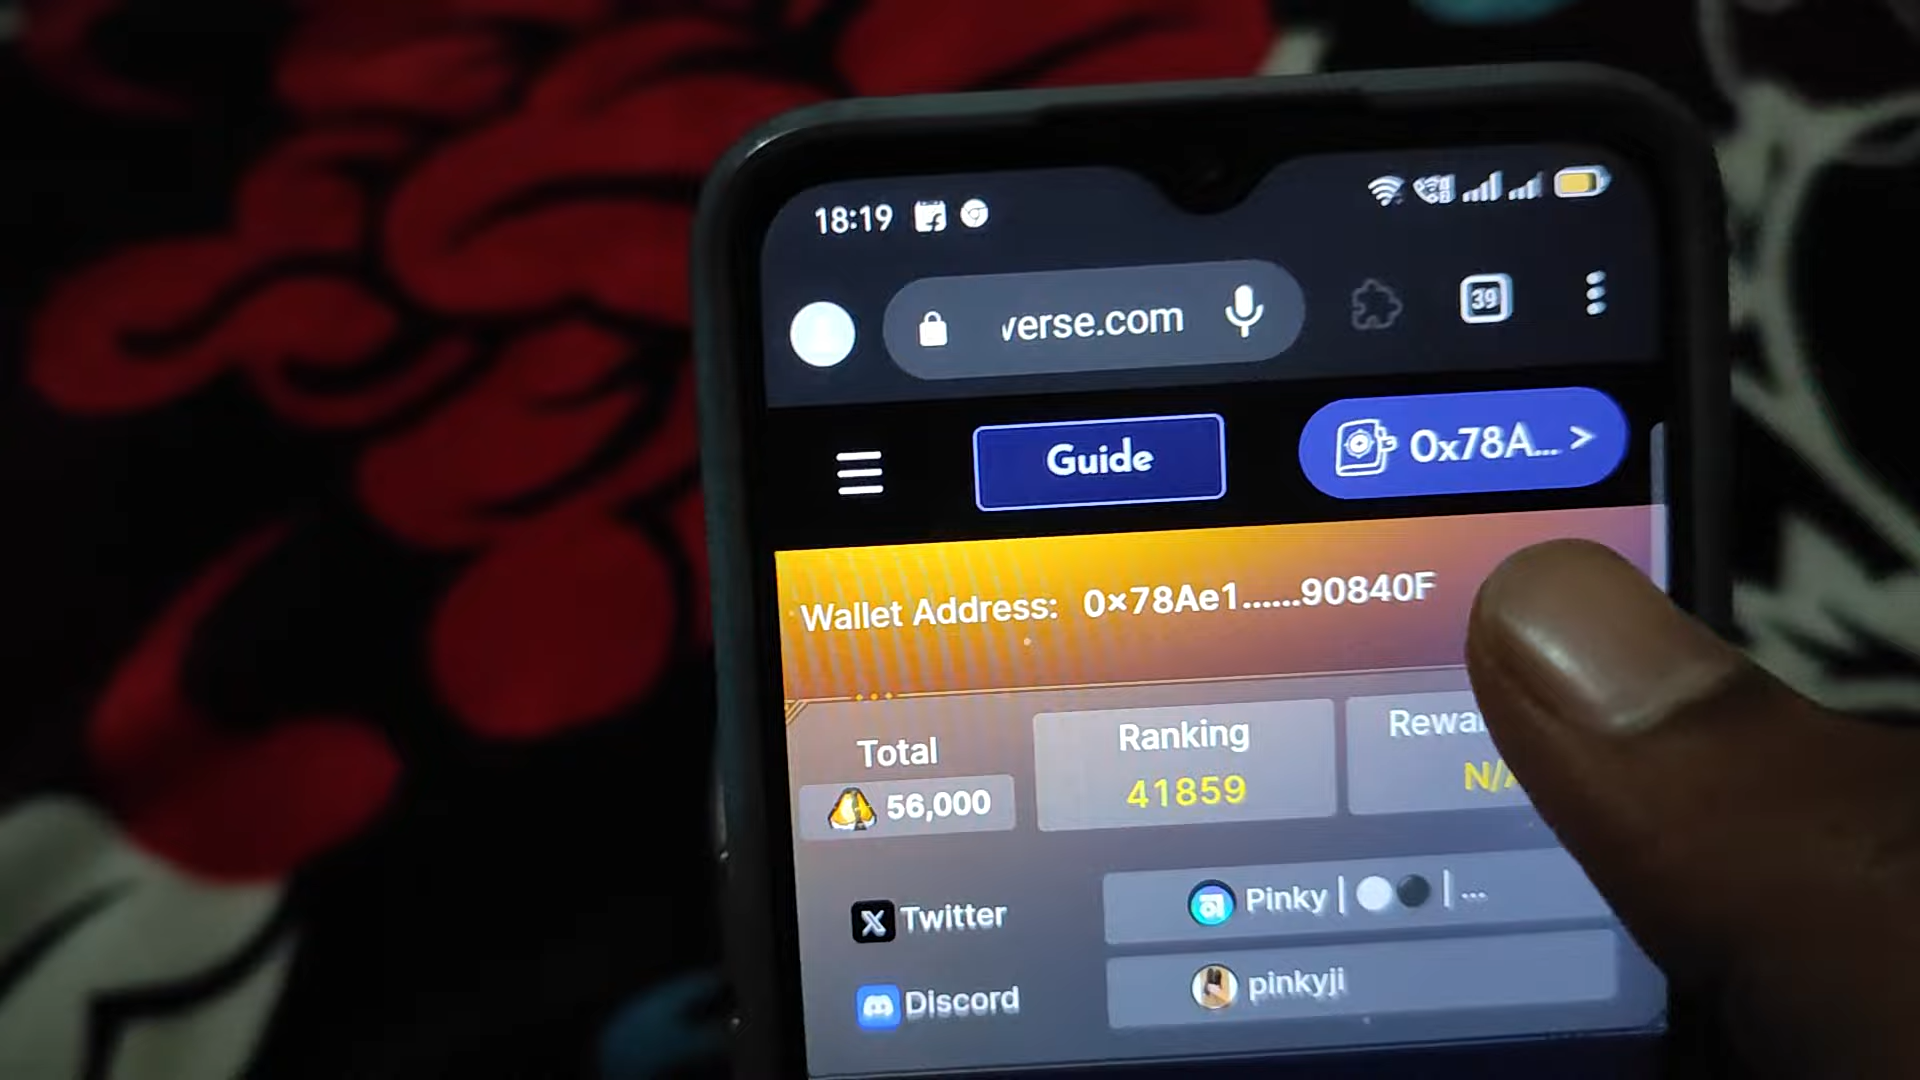 18:19
verse.com
39
Guide
0x78A... >
Wallet Address: 0x78Ae1......90840F
Total
Ranking
56,000
41859
Twitter
Pinky | ⚪⚫ | ...
Discord
pinkyji